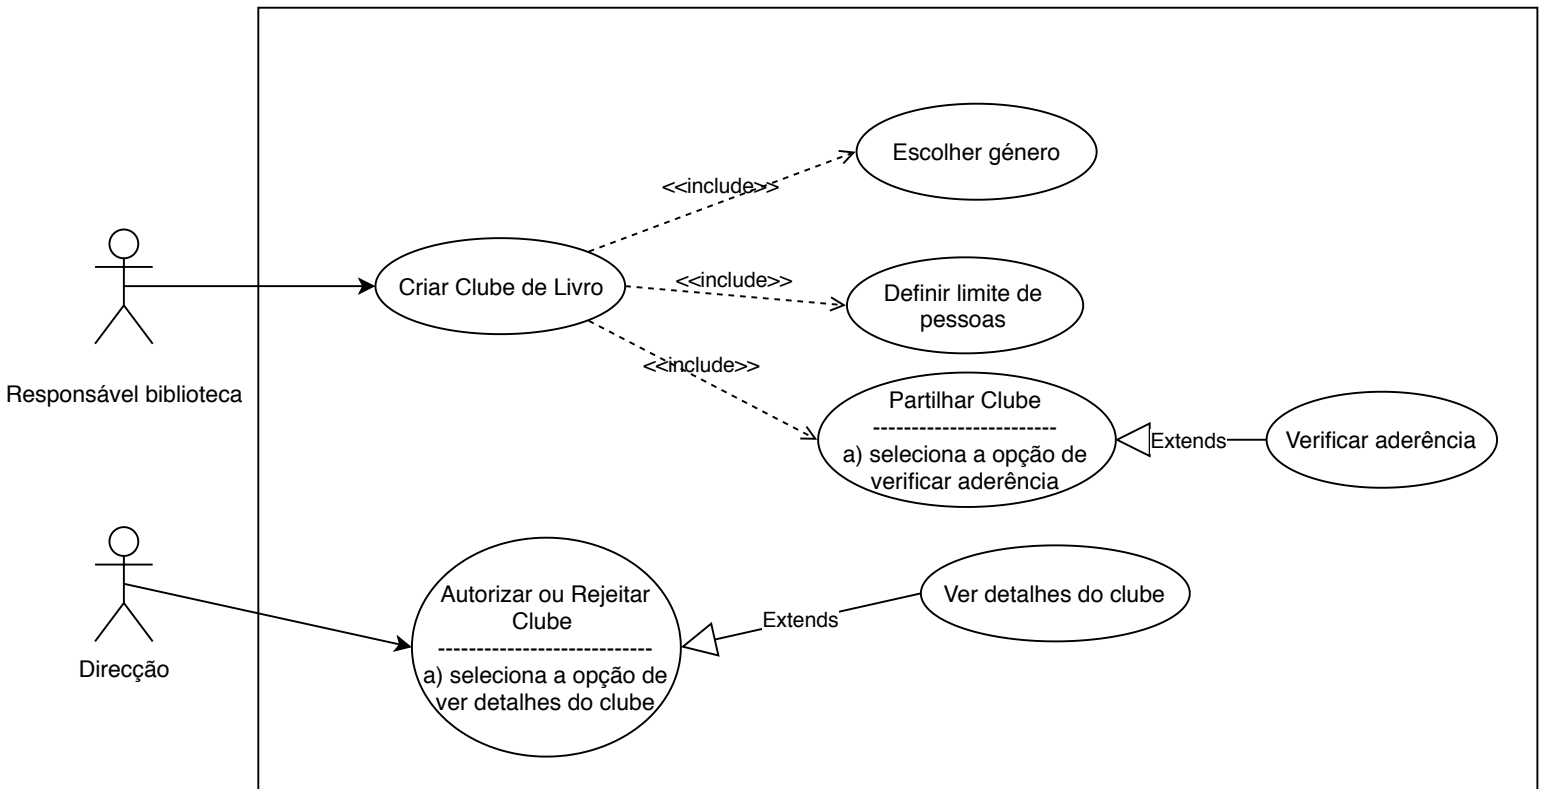 Escolher género
<<include>>
Criar Clube de Livro
<<include>>
Definir limite de
pessoas
<<include>>
Responsável biblioteca
Partilhar Clube
------------------------
a) seleciona a opção de
verificar aderência
Extends
Verificar aderência
Direcção
Autorizar ou Rejeitar
Clube
----------------------------
a) seleciona a opção de
ver detalhes do clube
Extends
Ver detalhes do clube